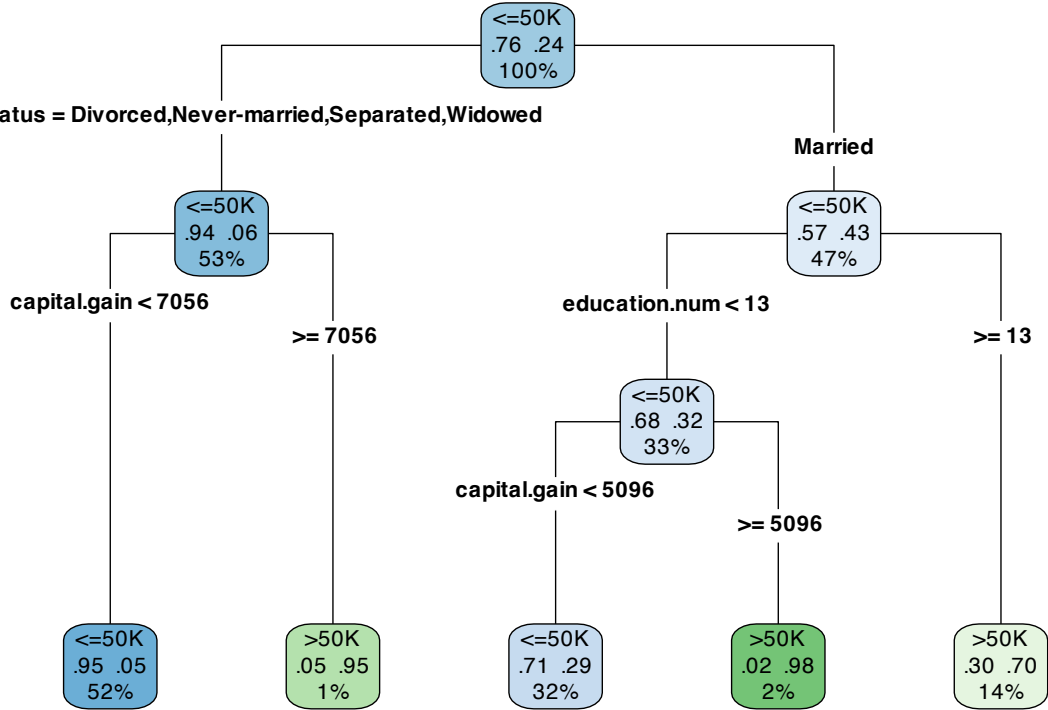 <=50K
.76 .24
100%
atus = Divorced,Never-married,Separated,Widowed
Married
<=50K
.94 .06
53%
<=50K
.57 .43
47%
capital.gain < 7056
>= 7056
education.num < 13
>= 13
<=50K
.68 .32
33%
capital.gain < 5096
>= 5096
<=50K
.95 .05
52%
>50K
.05 .95
1%
<=50K
.71 .29
32%
>50K
.02 .98
2%
>50K
.30 .70
14%